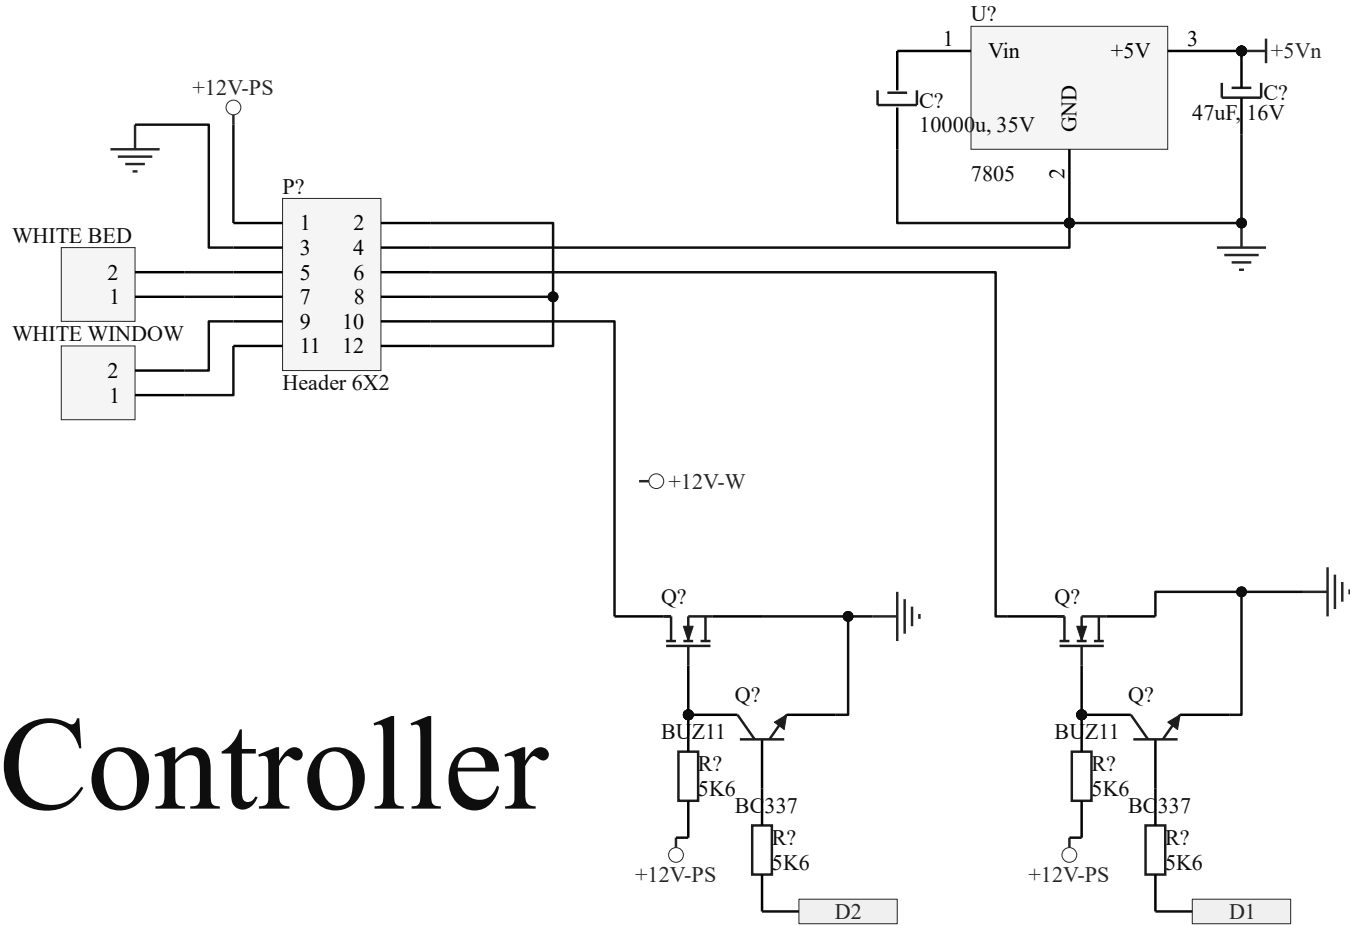 U?
1
Vin
+5V
3
+5Vn
GND
C?
10000u, 35V
C?
47uF, 16V
7805
2
+12V-PS
P?
1 2
3 4
5 6
7 8
9 10
11 12
Header 6X2
WHITE BED
2
1
WHITE WINDOW
2
1
+12V-W
Q?
Q?
BUZ11
R?
5K6
BC337
R?
5K6
+12V-PS
D2
Q?
Q?
BUZ11
R?
5K6
BC337
R?
5K6
+12V-PS
D1
Controller